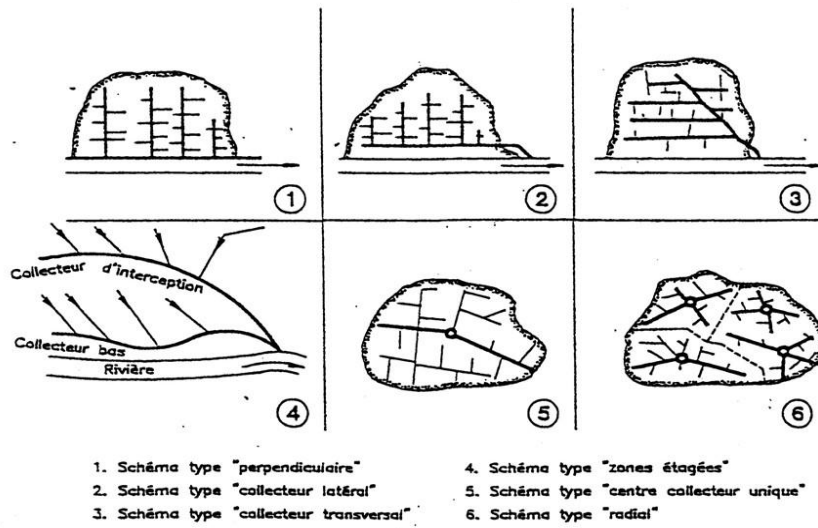 1
2
3
Collecteur d'interception
Collecteur bas
Rivière
4
5
6
1. Schéma type "perpendiculaire"
2. Schéma type "collecteur latéral"
3. Schéma type "collecteur transversal"
4. Schéma type "zones étagées"
5. Schéma type "centre collecteur unique"
6. Schéma type "radial"